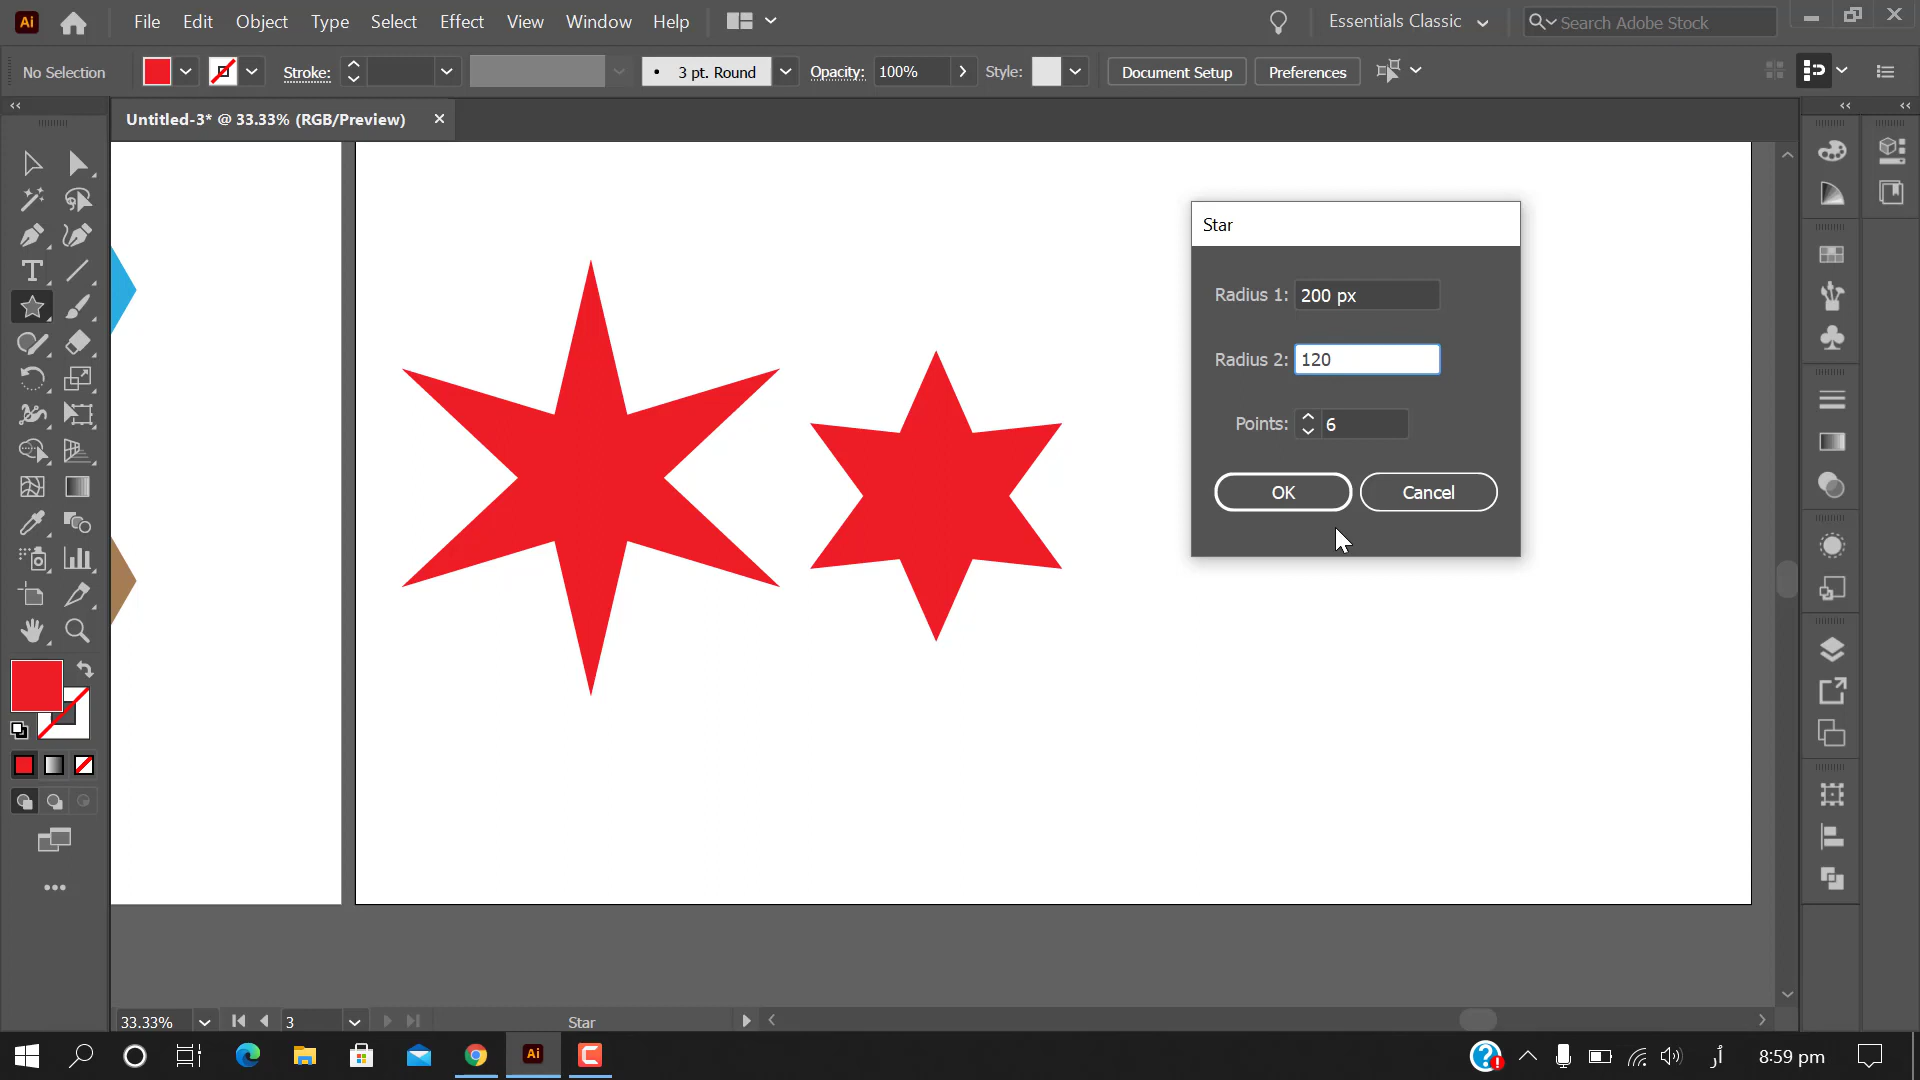 Ai File Edit Object Type Select Effect View Window Help Essentials Classic Search Adobe Stock
No Selection Stroke: 3 pt. Round Opacity: 100% Style: Document Setup Preferences
Untitled-3* @ 33.33% (RGB/Preview)
Star
Radius 1: 200 px
Radius 2: 120
Points: 6
OK Cancel
T
33.33% 3 Star
Ai أر 8:59 pm